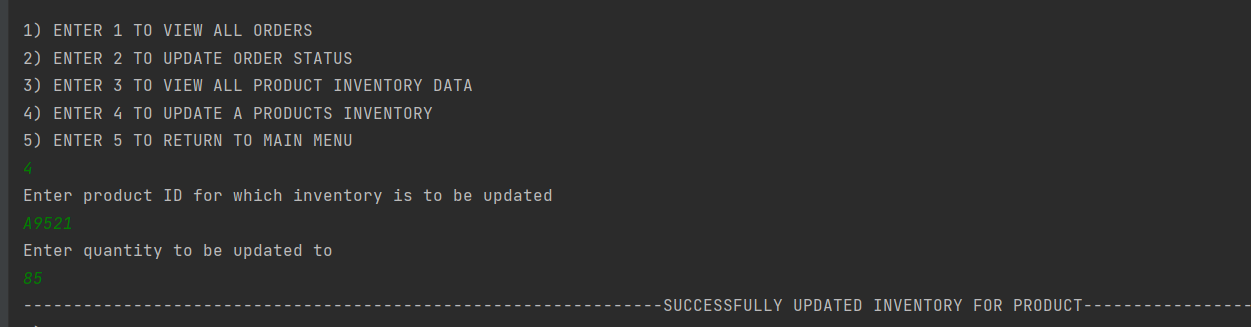 1) ENTER 1 TO VIEW ALL ORDERS
2) ENTER 2 TO UPDATE ORDER STATUS
3) ENTER 3 TO VIEW ALL PRODUCT INVENTORY DATA
4) ENTER 4 TO UPDATE A PRODUCTS INVENTORY
5) ENTER 5 TO RETURN TO MAIN MENU
4
Enter product ID for which inventory is to be updated
A9521
Enter quantity to be updated to
85
----------------------------------------------------------------SUCCESSFULLY UPDATED INVENTORY FOR PRODUCT-----------------